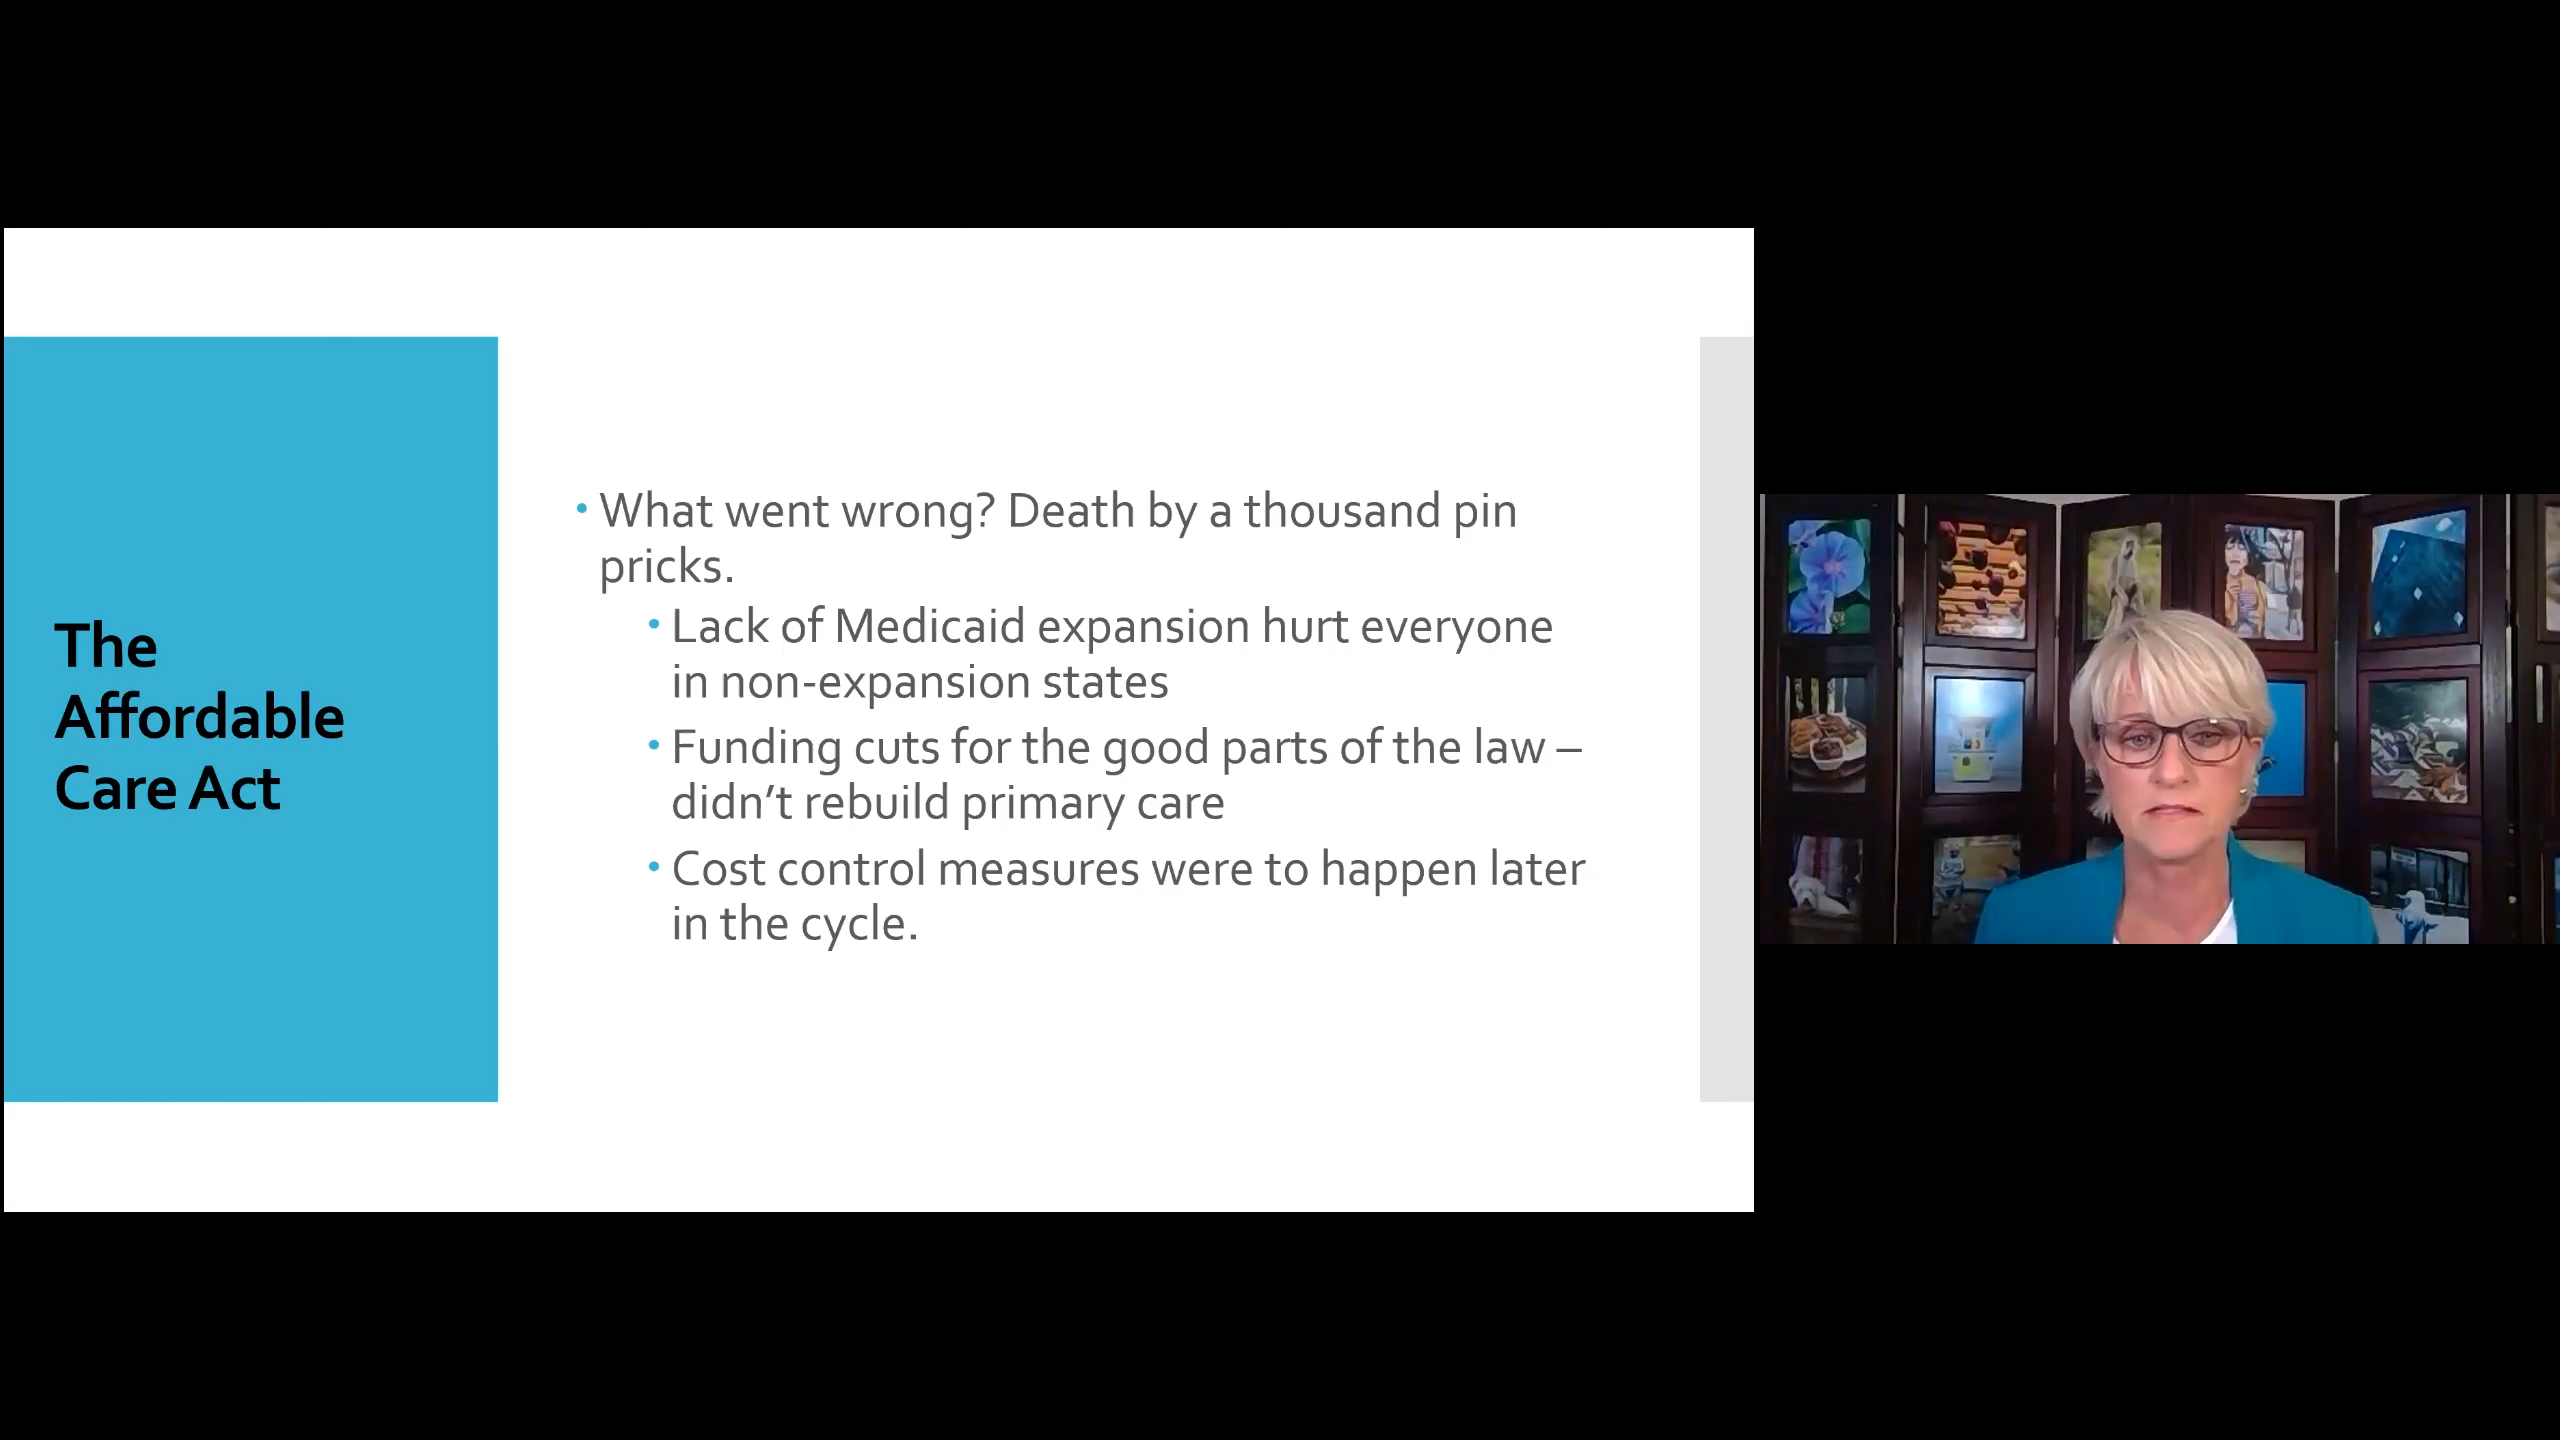 The
Affordable
Care Act
• What went wrong? Death by a thousand pin
pricks.
• Lack of Medicaid expansion hurt everyone
in non-expansion states
• Funding cuts for the good parts of the law –
didn’t rebuild primary care
• Cost control measures were to happen later
in the cycle.